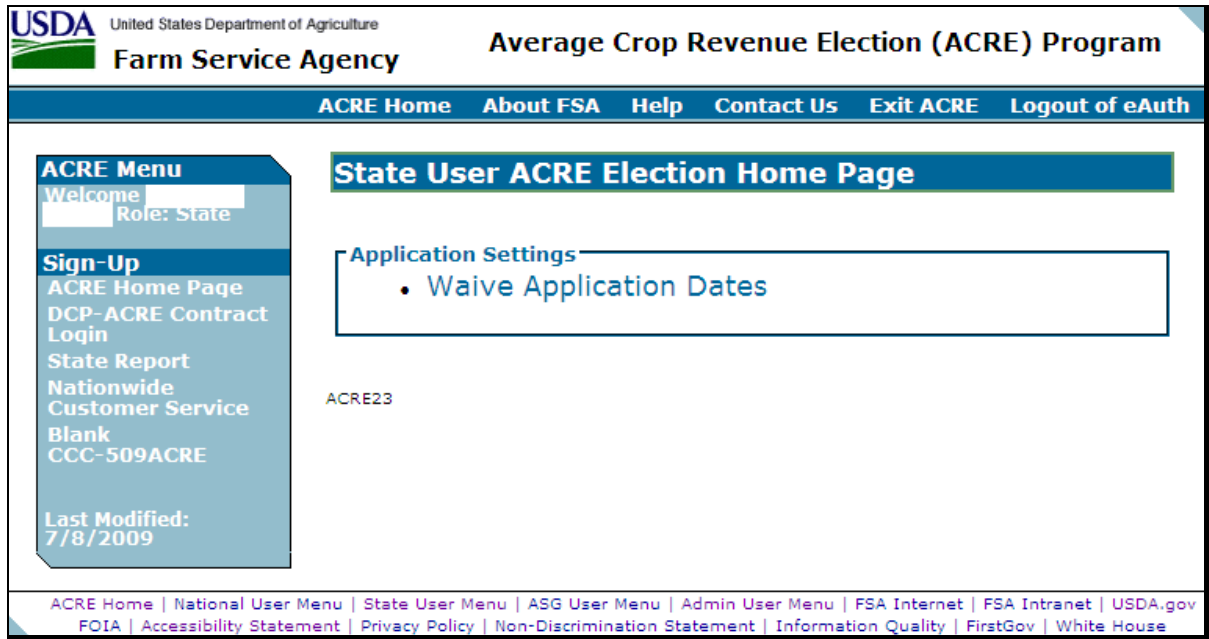 USDA United States Department of Agriculture
Farm Service Agency
Average Crop Revenue Election (ACRE) Program
ACRE Home About FSA Help Contact Us Exit ACRE Logout of eAuth
ACRE Menu
Welcome
Role: State
Sign-Up
ACRE Home Page
DCP-ACRE Contract
Login
State Report
Nationwide
Customer Service
Blank
CCC-509ACRE
Last Modified:
7/8/2009
State User ACRE Election Home Page
Application Settings
• Waive Application Dates
ACRE23
ACRE Home | National User Menu | State User Menu | ASG User Menu | Admin User Menu | FSA Internet | FSA Intranet | USDA.gov
FOIA | Accessibility Statement | Privacy Policy | Non-Discrimination Statement | Information Quality | FirstGov | White House